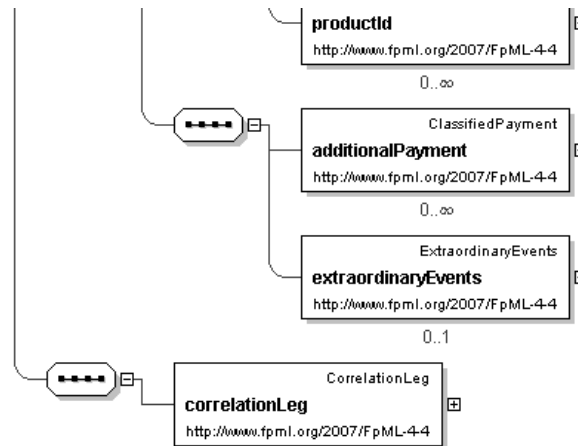 productId
http://www.fpml.org/2007/FpML-4-4
0..∞
ClassifiedPayment
additionalPayment
http://www.fpml.org/2007/FpML-4-4
0..∞
ExtraordinaryEvents
extraordinaryEvents
http://www.fpml.org/2007/FpML-4-4
0..1
CorrelationLeg
correlationLeg
http://www.fpml.org/2007/FpML-4-4